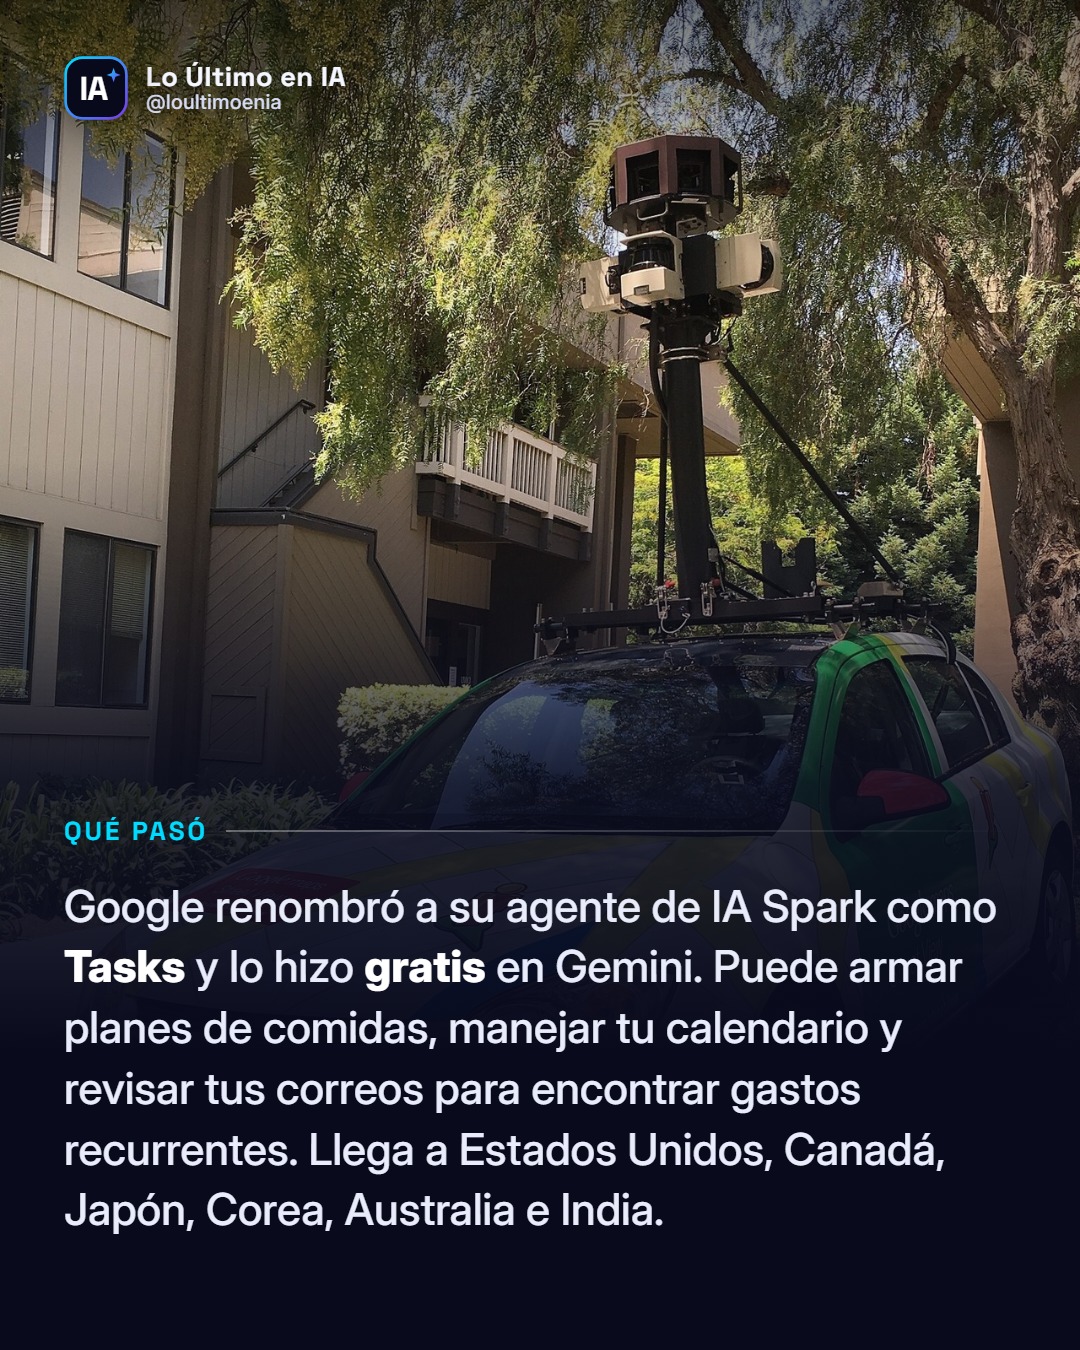 IA
Lo Último en IA
@loultimoenia
QUÉ PASÓ
Google renombró a su agente de IA Spark como
Tasks y lo hizo gratis en Gemini. Puede armar
planes de comidas, manejar tu calendario y
revisar tus correos para encontrar gastos
recurrentes. Llega a Estados Unidos, Canadá,
Japón, Corea, Australia e India.